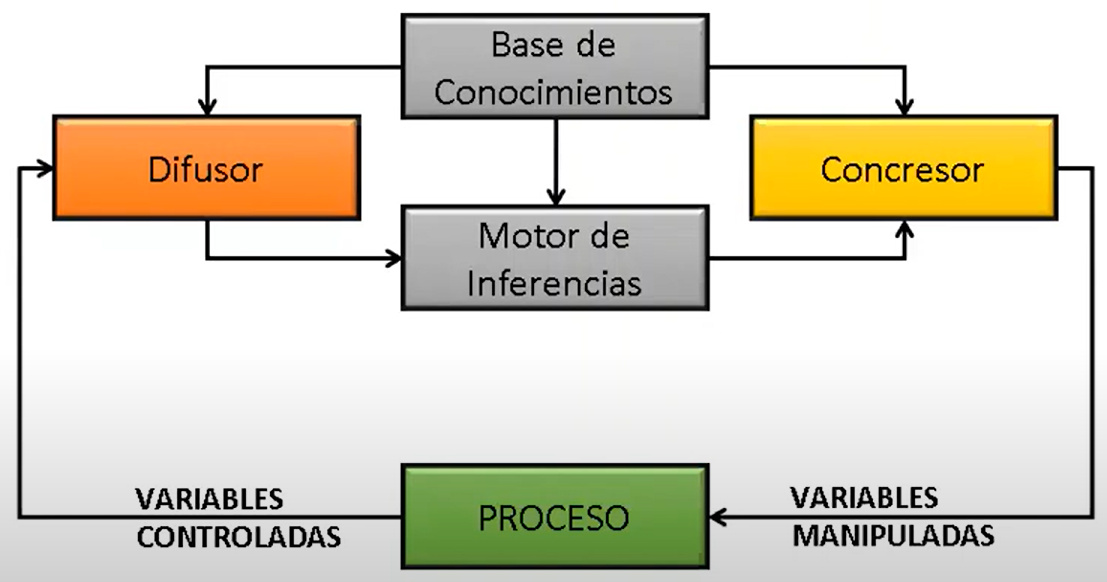 Base de
Conocimientos
Difusor
Concresor
Motor de
Inferencias
VARIABLES
CONTROLADAS
PROCESO
VARIABLES
MANIPULADAS